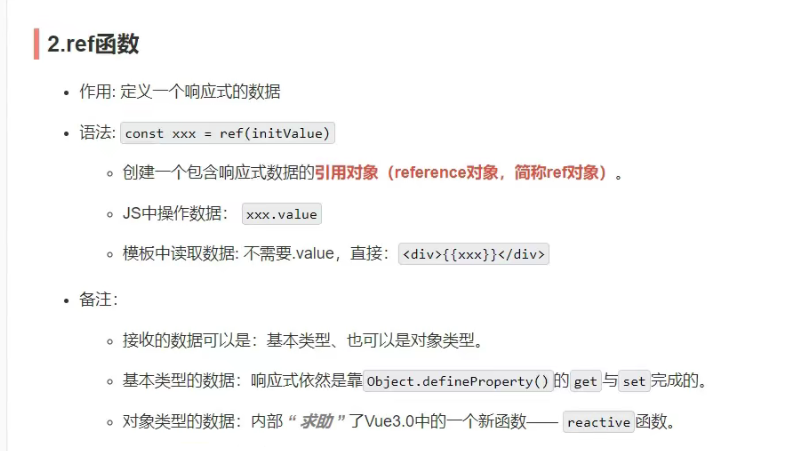 2.ref函数
作用: 定义一个响应式的数据
语法: const xxx = ref(initValue)
创建一个包含响应式数据的引用对象（reference对象，简称ref对象）。
JS中操作数据： xxx.value
模板中读取数据: 不需要.value，直接：<div>{{xxx}}</div>
备注：
接收的数据可以是：基本类型、也可以是对象类型。
基本类型的数据：响应式依然是靠Object.defineProperty()的get与set完成的。
对象类型的数据：内部“求助”了Vue3.0中的一个新函数—— reactive函数。